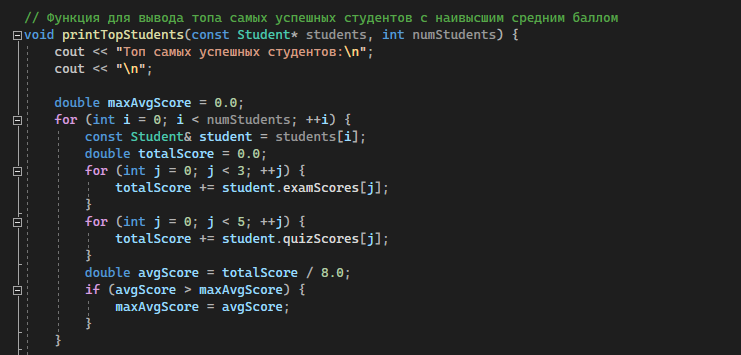 // Функция для вывода топа самых успешных студентов с наивысшим средним баллом
void printTopStudents(const Student* students, int numStudents) {
    cout << "Топ самых успешных студентов:\n";
    cout << "\n";

    double maxAvgScore = 0.0;
    for (int i = 0; i < numStudents; ++i) {
        const Student& student = students[i];
        double totalScore = 0.0;
        for (int j = 0; j < 3; ++j) {
            totalScore += student.examScores[j];
        }
        for (int j = 0; j < 5; ++j) {
            totalScore += student.quizScores[j];
        }
        double avgScore = totalScore / 8.0;
        if (avgScore > maxAvgScore) {
            maxAvgScore = avgScore;
        }
    }